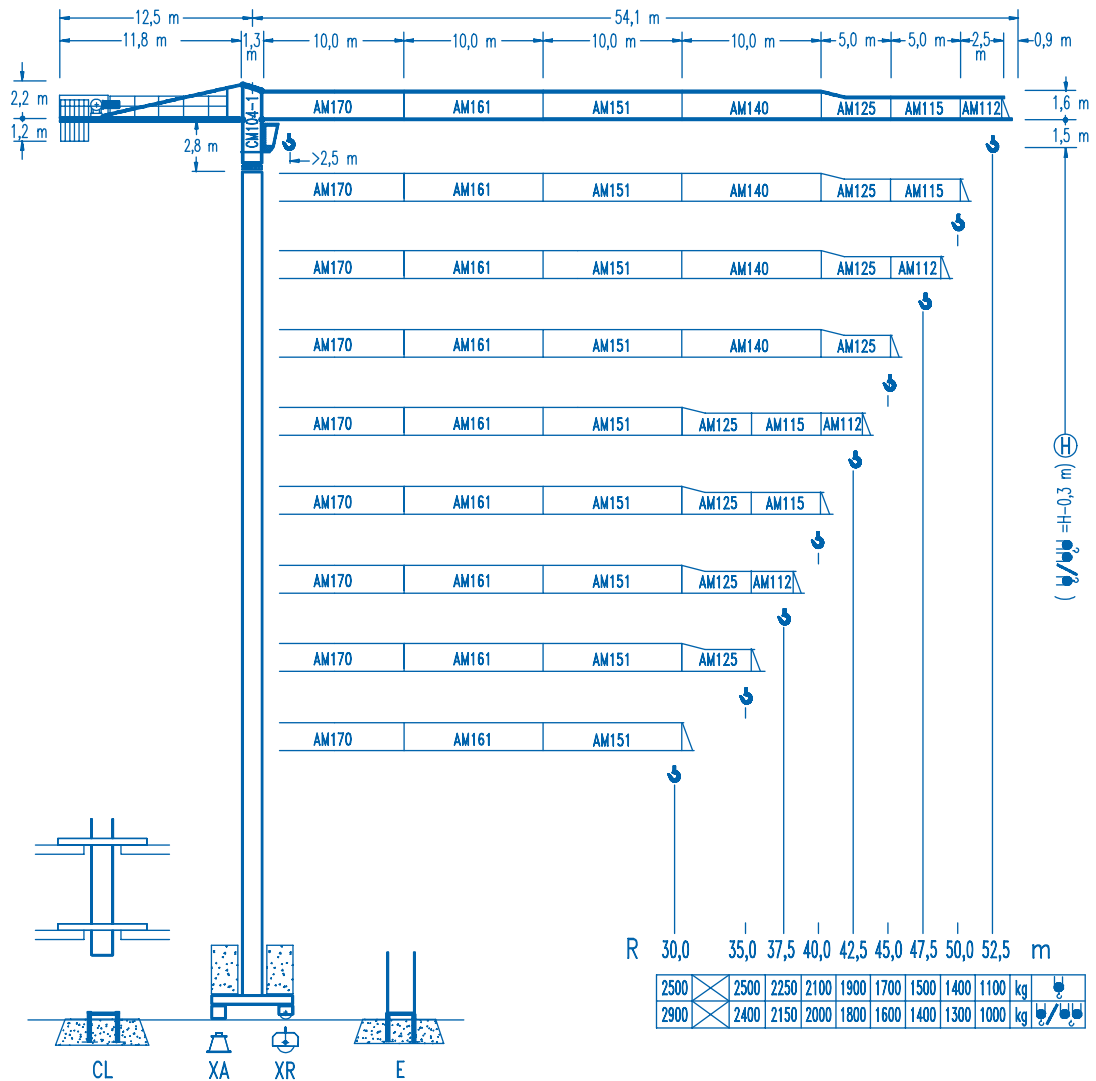 12,5 m 54,1 m
11,8 m 1,3 m 10,0 m 10,0 m 10,0 m 10,0 m 5,0 m 5,0 m 2,5 m 0,9 m
2,2 m AM170 AM161 AM151 AM140 AM125 AM115 AM112 1,6 m
CM104-1
1,2 m 2,8 m >2,5 m 1,5 m
AM170 AM161 AM151 AM140 AM125 AM115
AM170 AM161 AM151 AM140 AM125 AM112
AM170 AM161 AM151 AM140 AM125
AM170 AM161 AM151 AM125 AM115 AM112
H
( / =H-0,3 m)
AM170 AM161 AM151 AM125 AM115
AM170 AM161 AM151 AM125 AM112
AM170 AM161 AM151 AM125
AM170 AM161 AM151
R 30,0 35,0 37,5 40,0 42,5 45,0 47,5 50,0 52,5 m
2500 2500 2250 2100 1900 1700 1500 1400 1100 kg
2900 2400 2150 2000 1800 1600 1400 1300 1000 kg /
CL XA XR E